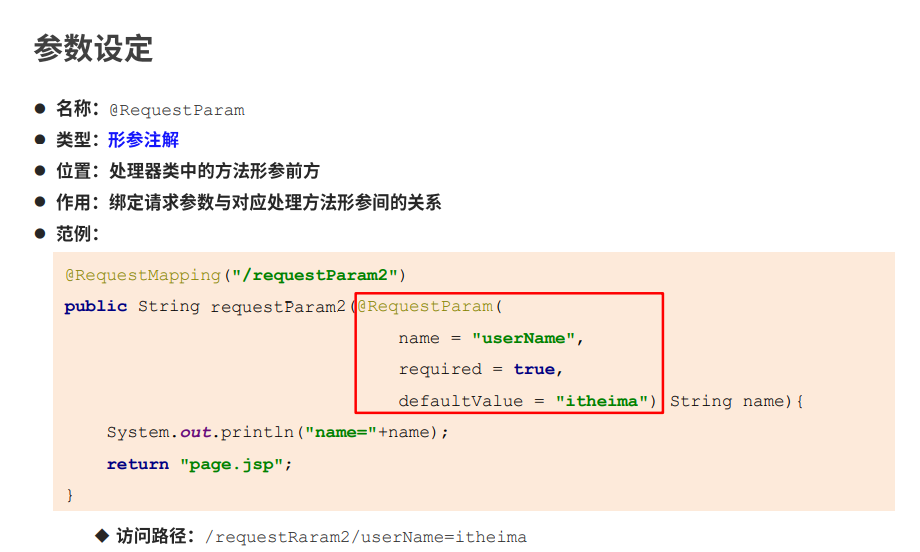 参数设定
● 名称：@RequestParam
● 类型：形参注解
● 位置：处理器类中的方法形参前方
● 作用：绑定请求参数与对应处理方法形参间的关系
● 范例：
@RequestMapping("/requestParam2")
public String requestParam2(@RequestParam(
name = "userName",
required = true,
defaultValue = "itheima") String name){
System.out.println("name="+name);
return "page.jsp";
}
◆ 访问路径：/requestRaram2/userName=itheima